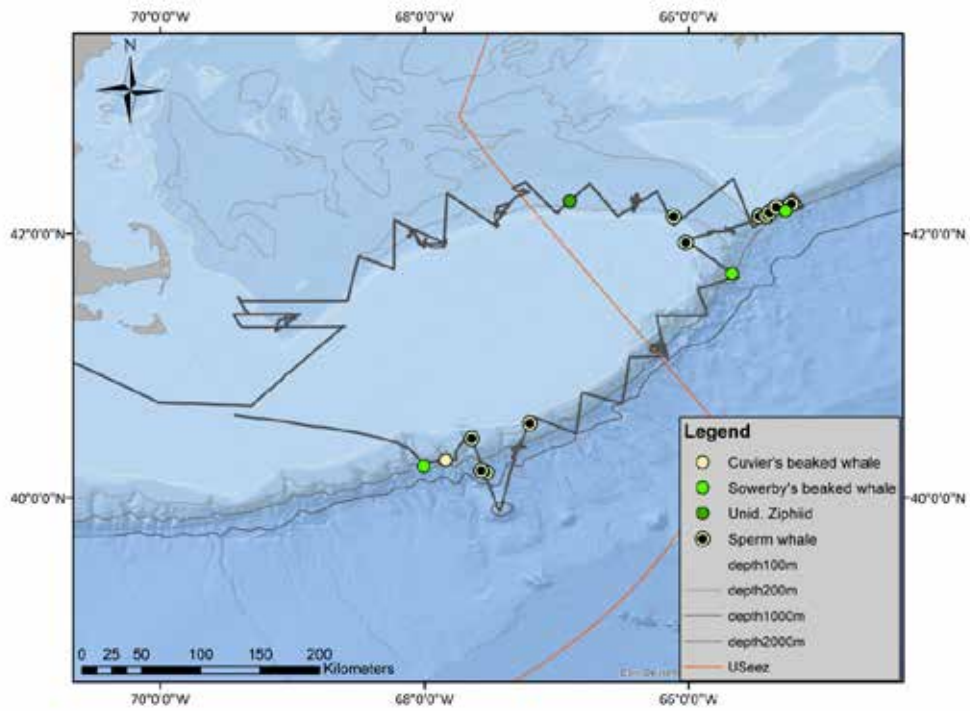 70°0'0"W 68°0'0"W 66°0'0"W
N
42°0'0"N 42°0'0"N
40°0'0"N 40°0'0"N
Legend
Cuvier's beaked whale
Sowerby's beaked whale
Unid. Ziphiid
Sperm whale
depth100m
depth200m
depth1000m
depth2000m
USeez
0 25 50 100 150 200
Kilometers
70°0'0"W 68°0'0"W 66°0'0"W